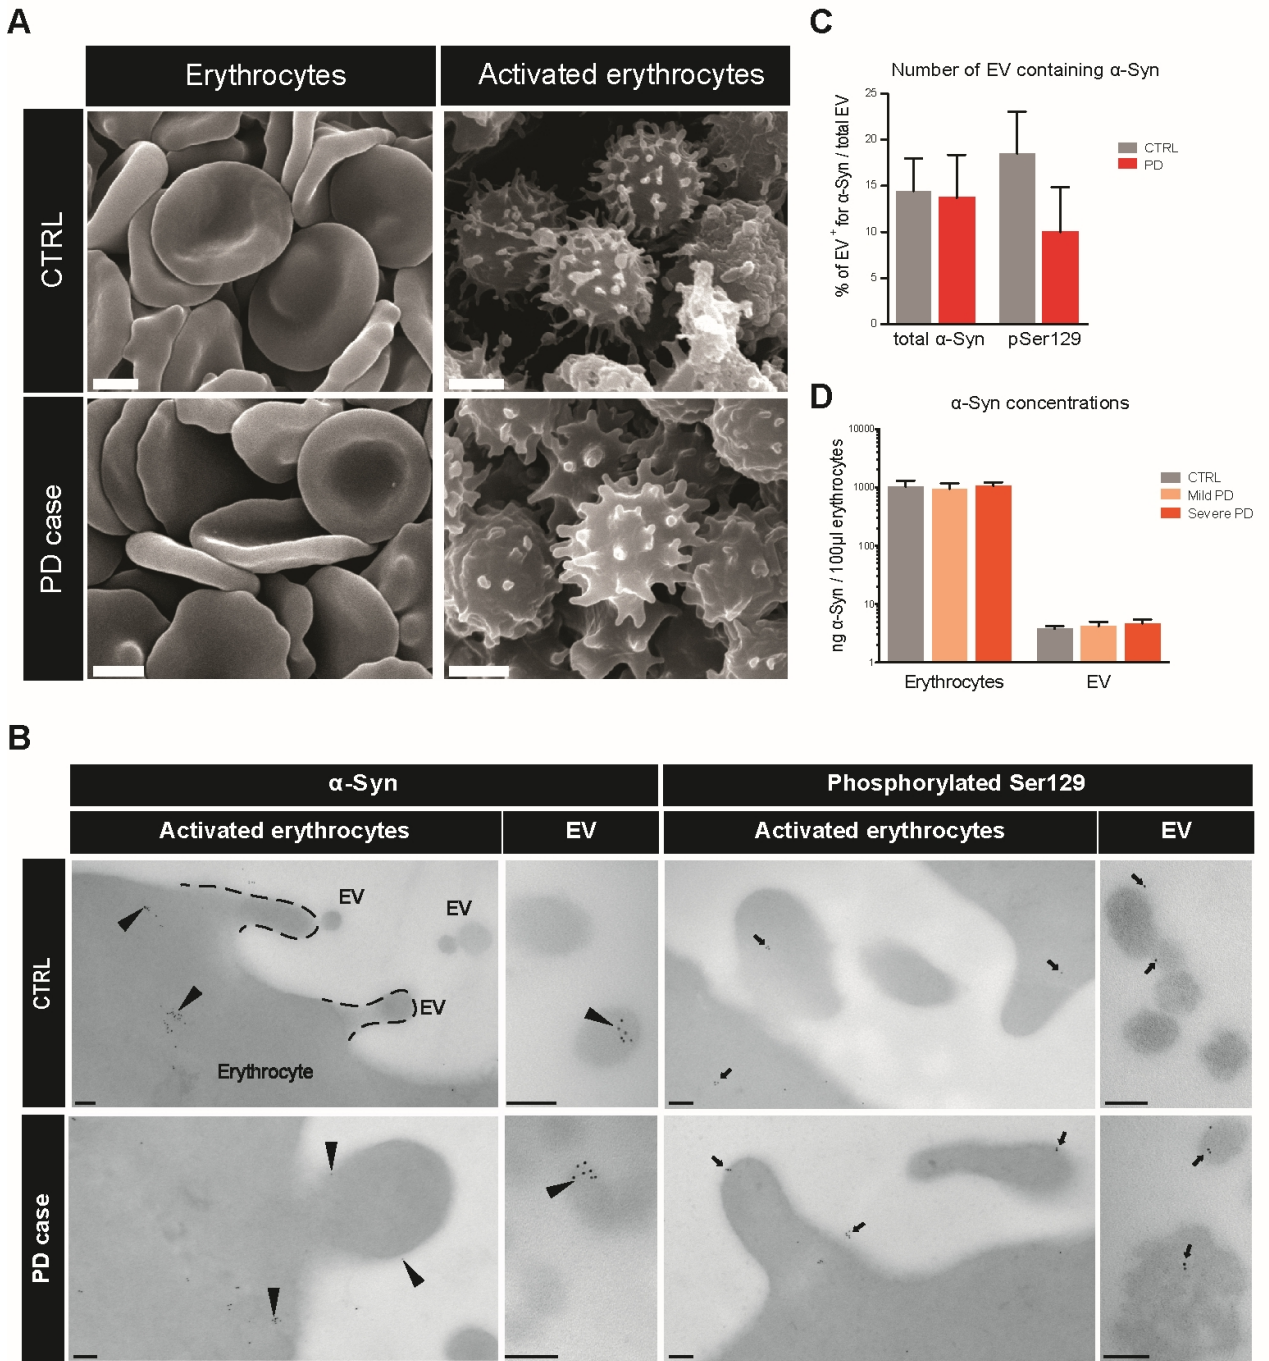 A
Erythrocytes
Activated erythrocytes
CTRL
PD case
C
Number of EV containing α-Syn
% of EV + for α-Syn / total EV
25
20
15
10
5
0
total α-Syn
pSer129
CTRL
PD
D
α-Syn concentrations
ng α-Syn / 100µl erythrocytes
10000
1000
100
10
1
Erythrocytes
EV
CTRL
Mild PD
Severe PD
B
α-Syn
Phosphorylated Ser129
Activated erythrocytes
EV
Activated erythrocytes
EV
CTRL
EV
EV
EV
Erythrocyte
PD case